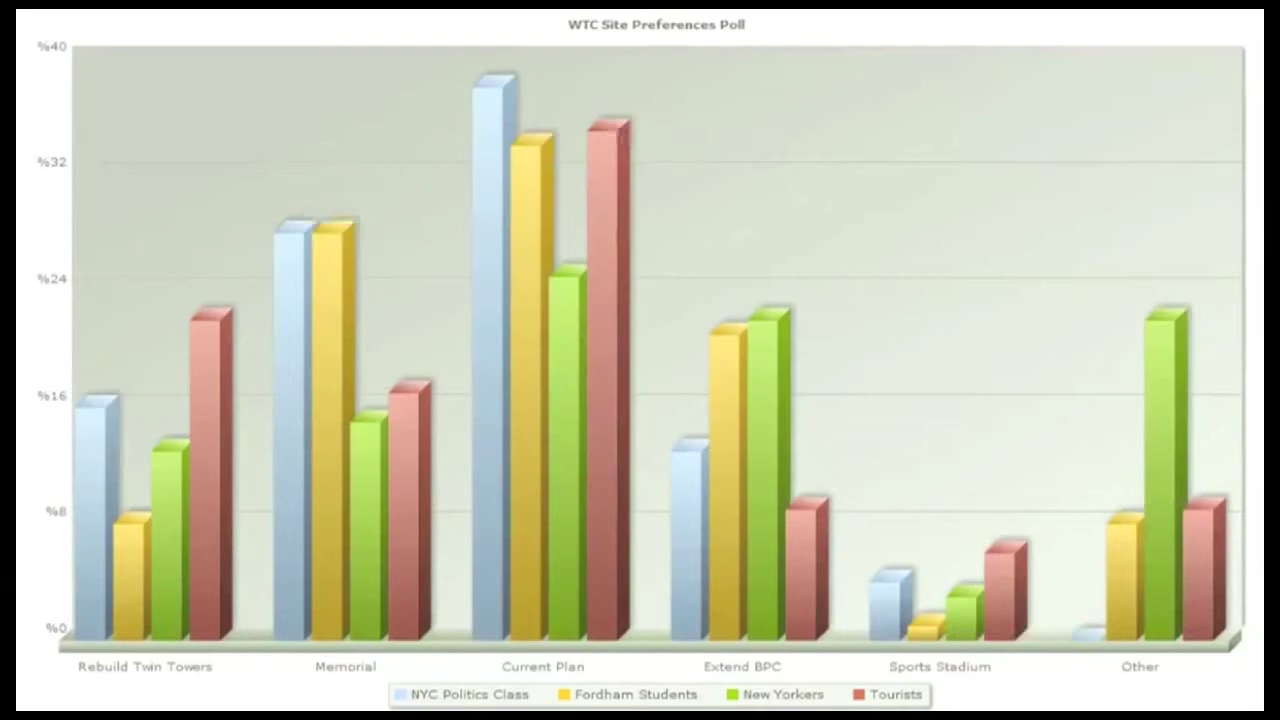 WTC Site Preferences Poll
%40
%32
%24
%16
%8
%0
Rebuild Twin Towers Memorial Current Plan Extend BPC Sports Stadium Other
NYC Politics Class Fordham Students New Yorkers Tourists